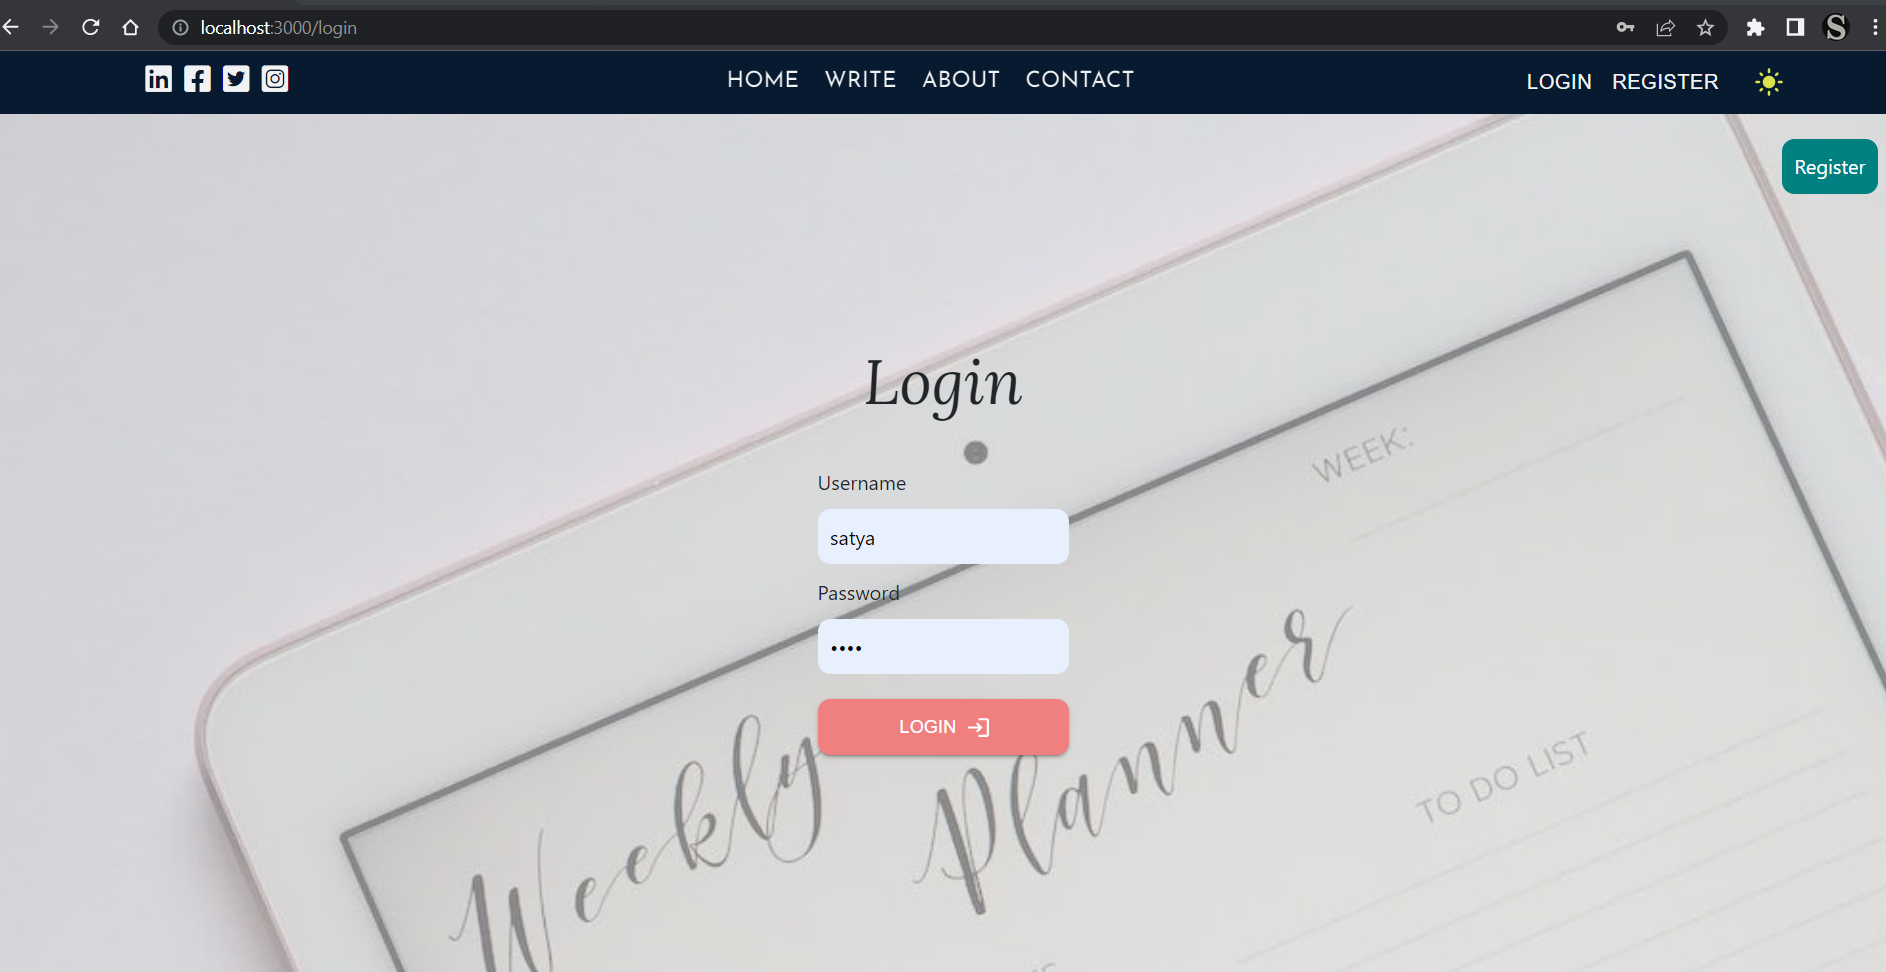 localhost:3000/login
HOME WRITE ABOUT CONTACT
LOGIN REGISTER
Register
Login
Username
satya
Password
••••
LOGIN
WEEK:
Weekly Planner
TO DO LIST